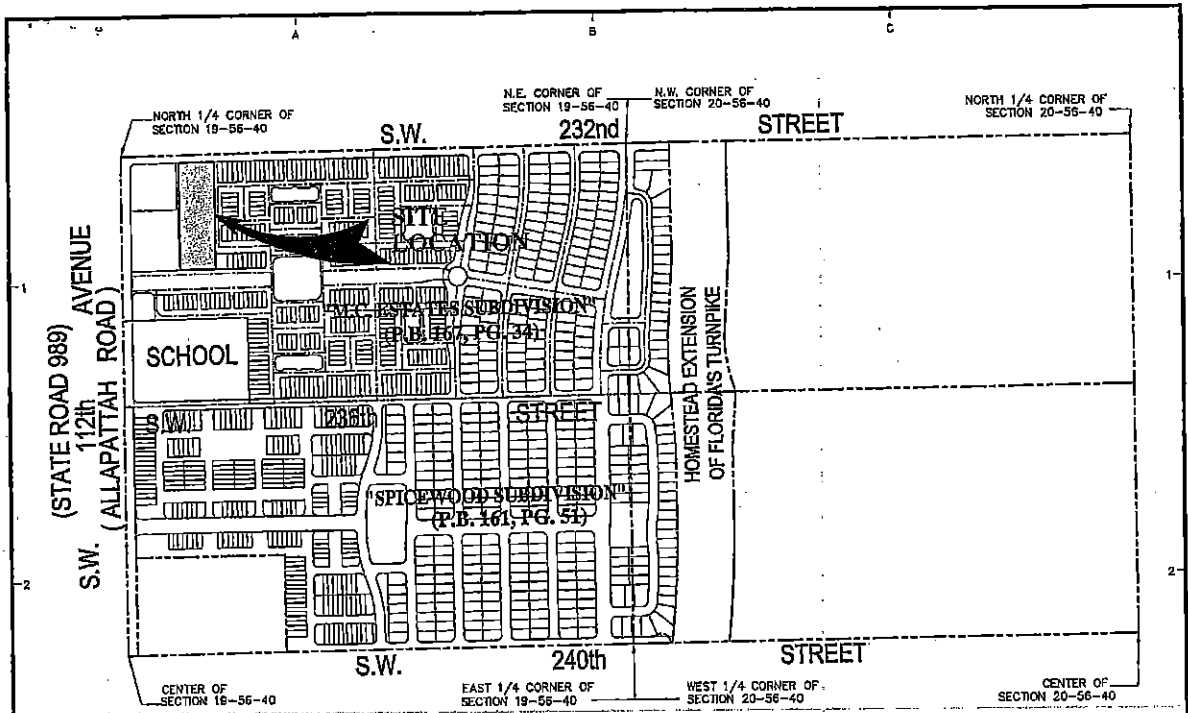 A
B
C
NORTH 1/4 CORNER OF
SECTION 19-56-40
N.E. CORNER OF
SECTION 19-56-40
N.W. CORNER OF
SECTION 20-56-40
NORTH 1/4 CORNER OF
SECTION 20-56-40
S.W. 232nd STREET
SITE
LOCATION
1
1
"M.C. ESTATES SUBDIVISION"
(P.B. 167, PG. 34)
SCHOOL
S.W. 112th AVENUE
(STATE ROAD 989)
(ALLAPATTAH ROAD)
HOMESTEAD EXTENSION
OF FLORIDA'S TURNPIKE
S.W. 236th STREET
"SPICEWOOD SUBDIVISION"
(P.B. 161, PG. 51)
2
2
S.W. 240th STREET
CENTER OF
SECTION 19-56-40
EAST 1/4 CORNER OF
SECTION 19-56-40
WEST 1/4 CORNER OF
SECTION 20-56-40
CENTER OF
SECTION 20-56-40